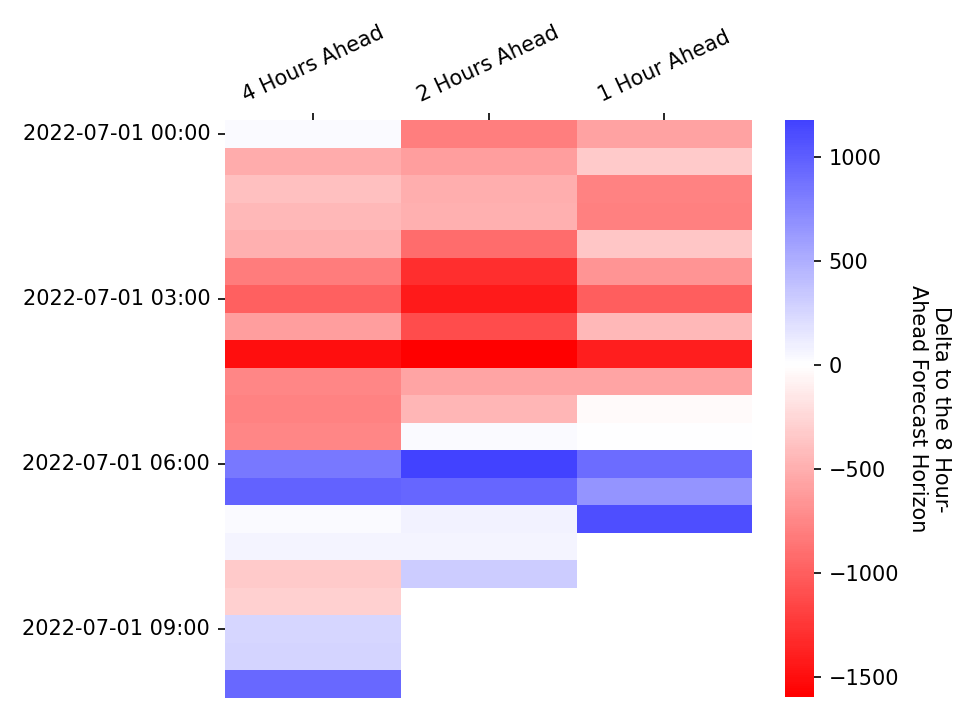 4 Hours Ahead
2 Hours Ahead
1 Hour Ahead
2022-07-01 00:00
2022-07-01 03:00
2022-07-01 06:00
2022-07-01 09:00
1000
500
0
−500
−1000
−1500
Delta to the 8 Hour-
Ahead Forecast Horizon